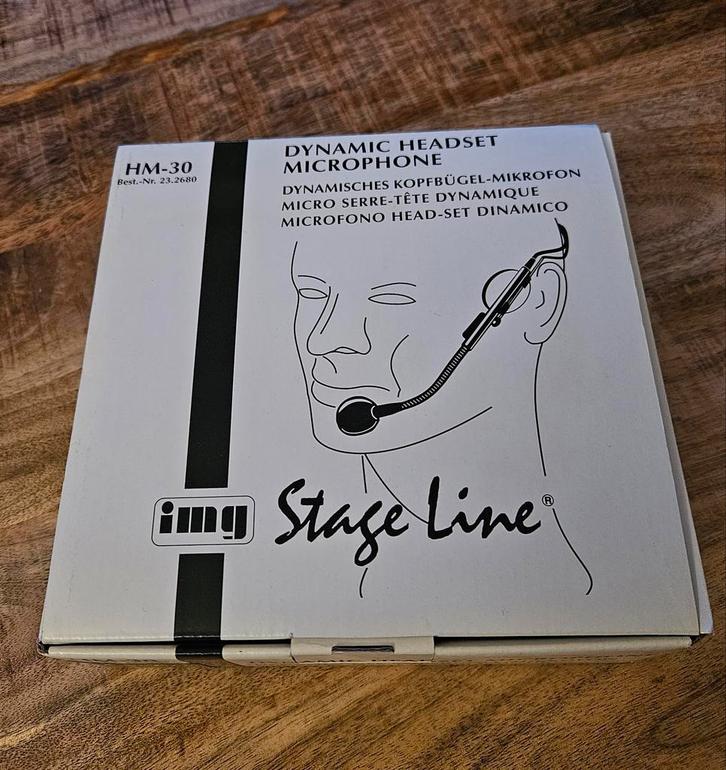 HM-30
Best.-Nr. 23.2680
DYNAMIC HEADSET
MICROPHONE
DYNAMISCHES KOPFBÜGEL-MIKROFON
MICRO SERRE-TÊTE DYNAMIQUE
MICROFONO HEAD-SET DINAMICO
img Stage Line®